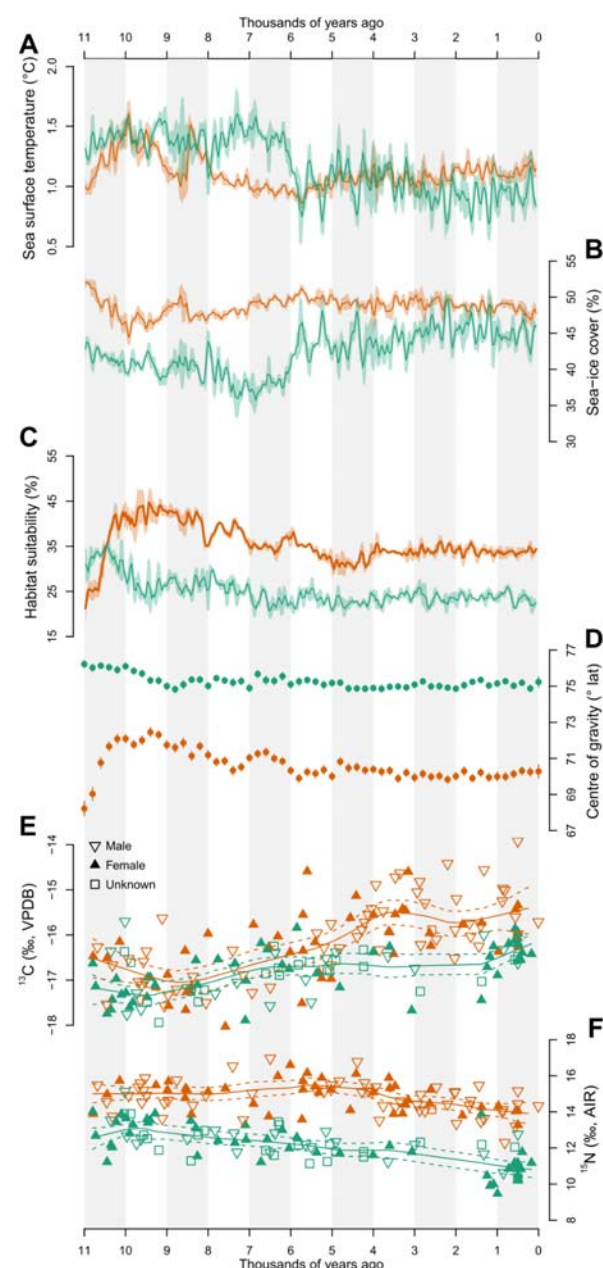 Thousands of years ago
11 10 9 8 7 6 5 4 3 2 1 0
A
Sea surface temperature (°C)
2.0
1.5
1.0
0.5
B
Sea−ice cover (%)
55
50
45
40
35
30
C
Habitat suitability (%)
55
45
35
25
15
D
Centre of gravity (° lat)
77
75
73
71
69
67
E
Male
Female
Unknown
¹³C (‰, VPDB)
−14
−15
−16
−17
−18
F
¹⁵N (‰, AIR)
18
16
14
12
10
8
11 10 9 8 7 6 5 4 3 2 1 0
Thousands of years ago